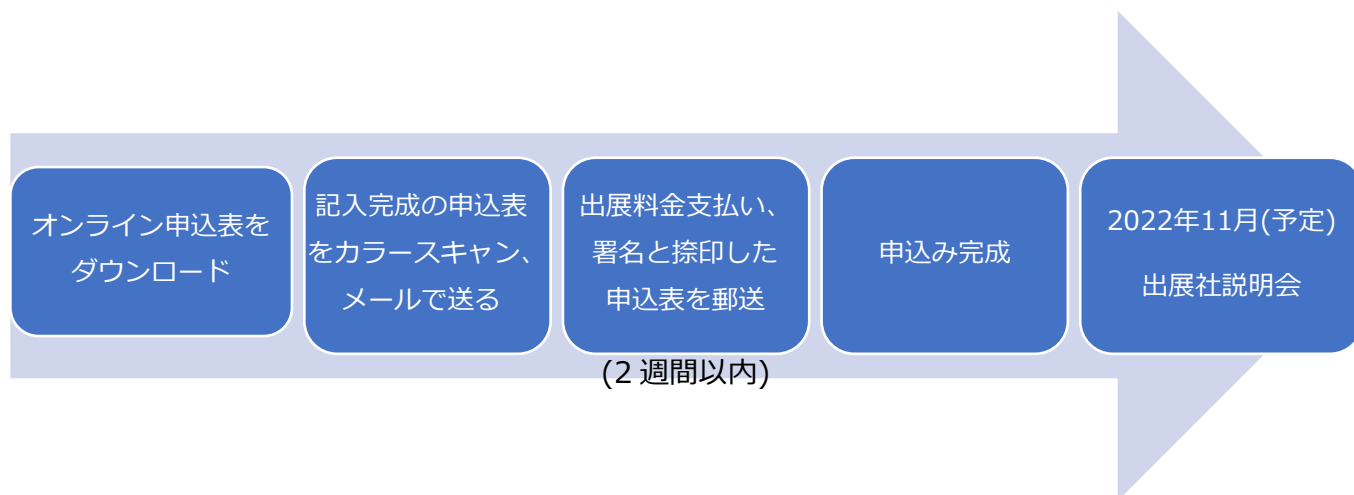 オンライン申込表を
ダウンロード
記入完成の申込表
をカラースキャン、
メールで送る
出展料金支払い、
署名と捺印した
申込表を郵送
(2 週間以内)
申込み完成
2022年11月(予定)
出展社説明会